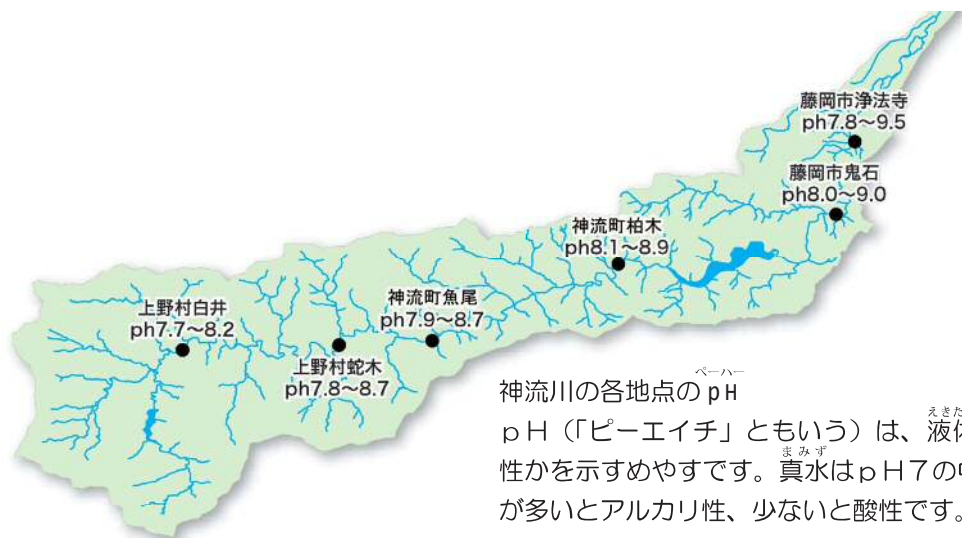 藤岡市浄法寺
ph7.8～9.5
藤岡市鬼石
ph8.0～9.0
神流町柏木
ph8.1～8.9
神流町魚尾
ph7.9～8.7
上野村白井
ph7.7～8.2
上野村蛇木
ph7.8～8.7
ペーハー
神流川の各地点のpH
えきた
pH（「ピーエイチ」ともいう）は、液体
性かを示すめやすです。真水はpH7の中
まみず
が多いとアルカリ性、少ないと酸性です。